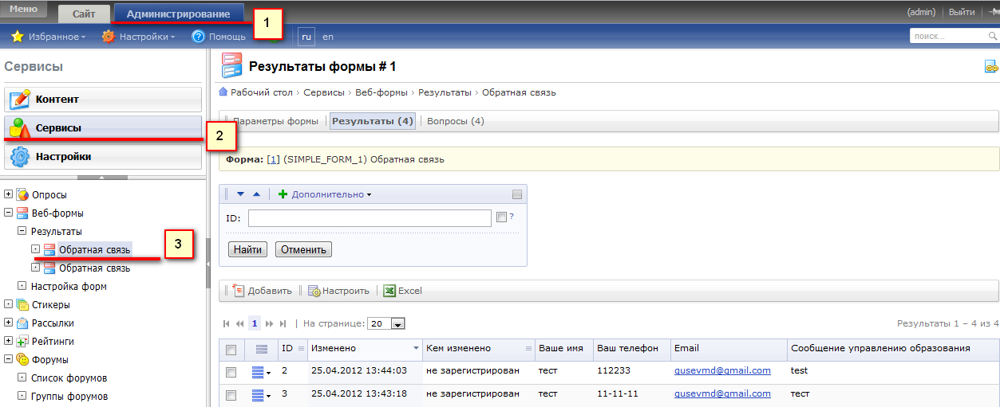 Меню
Сайт
Администрирование
1
(admin)
Выйти
Избранное
Настройки
Помощь
ru
en
поиск...
Сервисы
Контент
Сервисы
2
Настройки
Опросы
Веб-формы
Результаты
Обратная связь
3
Обратная связь
Настройка форм
Стикеры
Рассылки
Рейтинги
Форумы
Список форумов
Группы форумов
Результаты формы # 1
Рабочий стол › Сервисы › Веб-формы › Результаты › Обратная связь
Параметры формы
Результаты (4)
Вопросы (4)
Форма: [1] (SIMPLE_FORM_1) Обратная связь
Дополнительно
ID:
?
Найти
Отменить
Добавить
Настроить
Excel
1
На странице: 20
Результаты 1 – 4 из 4
ID Изменено Кем изменено Ваше имя Ваш телефон Email Сообщение управлению образования
2 25.04.2012 13:44:03 не зарегистрирован тест 112233 gusevmd@gmail.com test
3 25.04.2012 13:43:18 не зарегистрирован тест 11-11-11 gusevmd@gmail.com тест